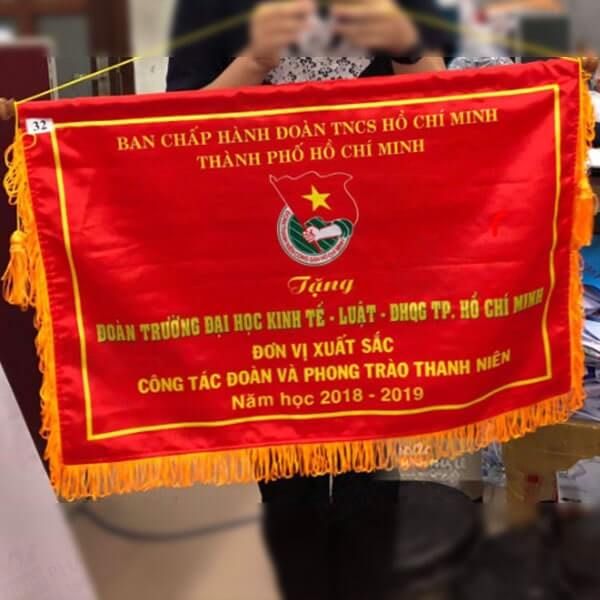 32
BAN CHẤP HÀNH ĐOÀN TNCS HỒ CHÍ MINH
THÀNH PHỐ HỒ CHÍ MINH
Tặng
ĐOÀN TRƯỜNG ĐẠI HỌC KINH TẾ - LUẬT - ĐHQG TP. HỒ CHÍ MINH
ĐƠN VỊ XUẤT SẮC
CÔNG TÁC ĐOÀN VÀ PHONG TRÀO THANH NIÊN
Năm học 2018 - 2019